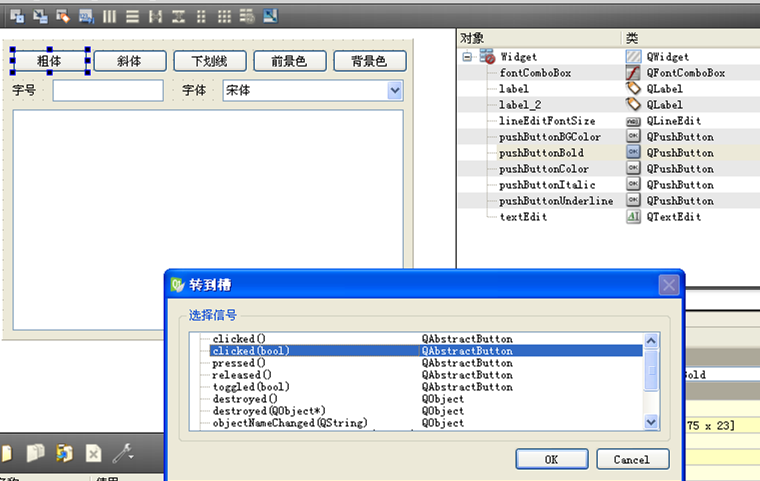 对象 类
粗体 斜体 下划线 前景色 背景色
字号 字体 宋体
Widget QWidget
fontComboBox QFontComboBox
label QLabel
label_2 QLabel
lineEditFontSize QLineEdit
pushButtonBGColor QPushButton
pushButtonBold QPushButton
pushButtonColor QPushButton
pushButtonItalic QPushButton
pushButtonUnderline QPushButton
textEdit QTextEdit
转到槽
选择信号
clicked() QAbstractButton
clicked(bool) QAbstractButton
pressed() QAbstractButton
released() QAbstractButton
toggled(bool) QAbstractButton
destroyed() QObject
destroyed(QObject*) QObject
objectNameChanged(QString) QObject
OK Cancel
old
75 x 23]
使用